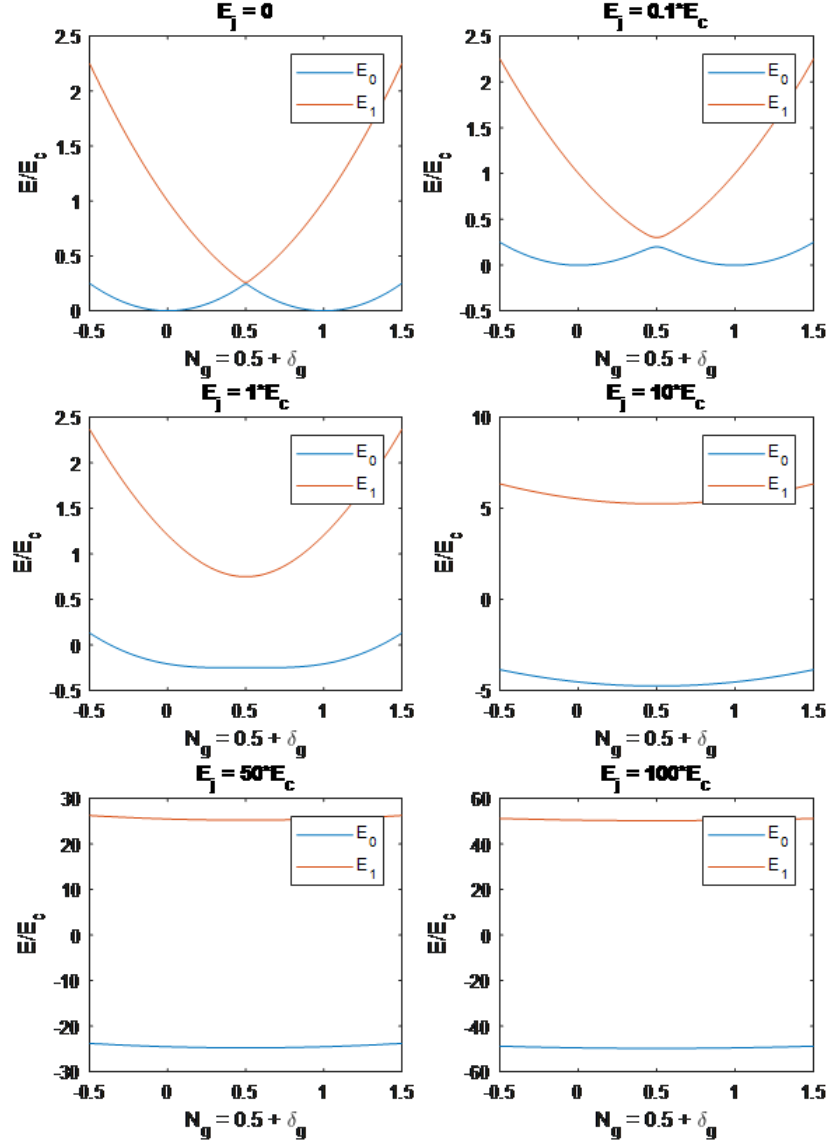 E_j = 0
2.5
2
1.5
1
0.5
0
E/E_c
E_0
E_1
-0.5 0 0.5 1 1.5
N_g = 0.5 + δ_g
E_j = 0.1*E_c
2.5
2
1.5
1
0.5
0
-0.5
E/E_c
E_0
E_1
-0.5 0 0.5 1 1.5
N_g = 0.5 + δ_g
E_j = 1*E_c
2.5
2
1.5
1
0.5
0
-0.5
E/E_c
E_0
E_1
-0.5 0 0.5 1 1.5
N_g = 0.5 + δ_g
E_j = 10*E_c
10
5
0
-5
E/E_c
E_0
E_1
-0.5 0 0.5 1 1.5
N_g = 0.5 + δ_g
E_j = 50*E_c
30
20
10
0
-10
-20
-30
E/E_c
E_0
E_1
-0.5 0 0.5 1 1.5
N_g = 0.5 + δ_g
E_j = 100*E_c
60
40
20
0
-20
-40
-60
E/E_c
E_0
E_1
-0.5 0 0.5 1 1.5
N_g = 0.5 + δ_g